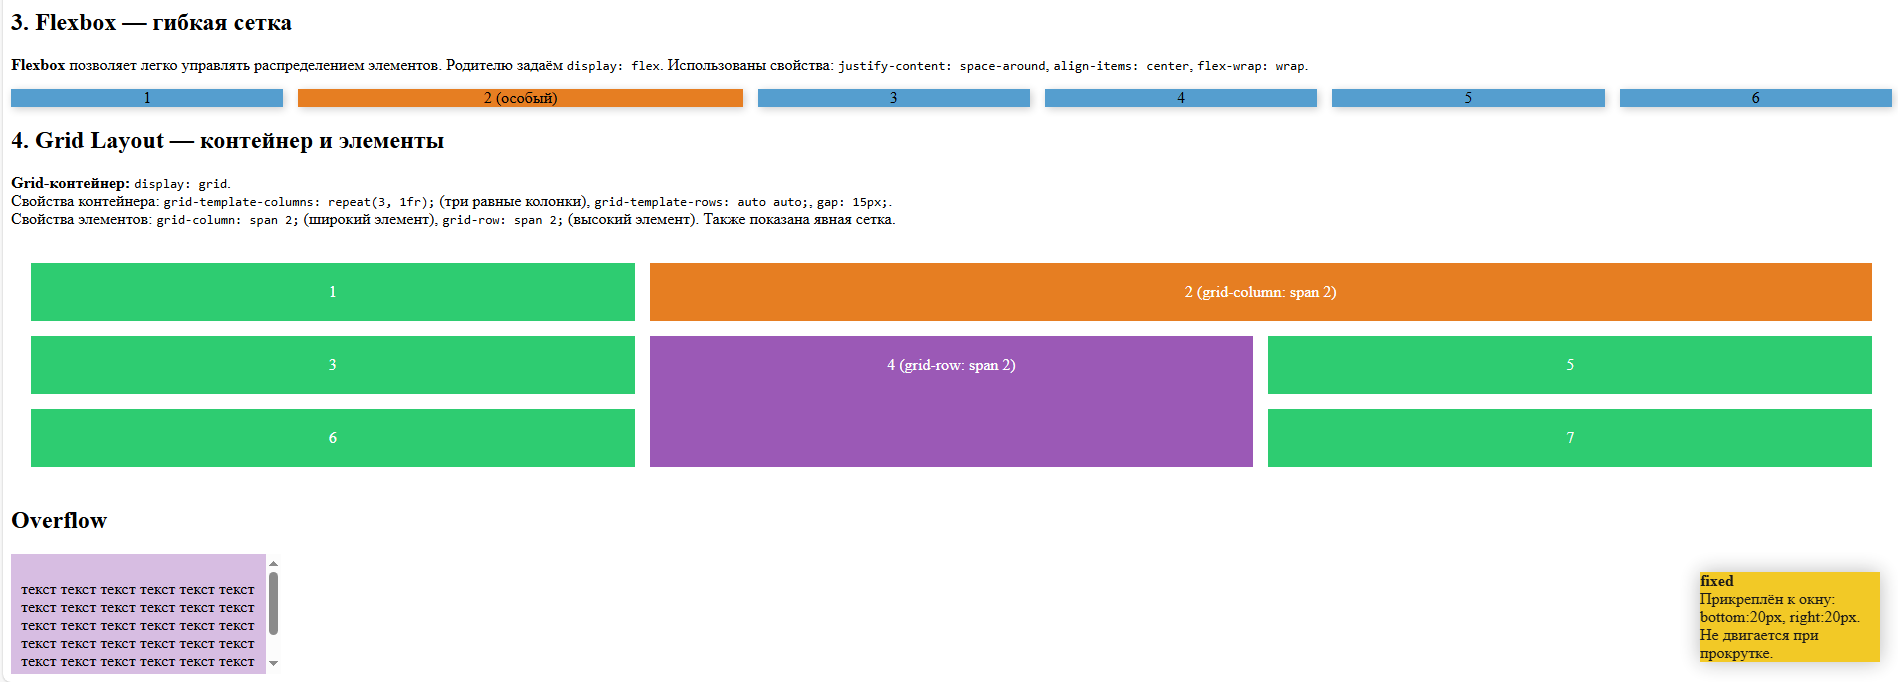 3. Flexbox — гибкая сетка
Flexbox позволяет легко управлять распределением элементов. Родителю задаём display: flex. Использованы свойства: justify-content: space-around, align-items: center, flex-wrap: wrap.
1 2 (особый) 3 4 5 6
4. Grid Layout — контейнер и элементы
Grid-контейнер: display: grid.
Свойства контейнера: grid-template-columns: repeat(3, 1fr); (три равные колонки), grid-template-rows: auto auto;, gap: 15px;.
Свойства элементов: grid-column: span 2; (широкий элемент), grid-row: span 2; (высокий элемент). Также показана явная сетка.
1 2 (grid-column: span 2)
3 4 (grid-row: span 2) 5
6 7
Overflow
текст текст текст текст текст текст
текст текст текст текст текст текст
текст текст текст текст текст текст
текст текст текст текст текст текст
текст текст текст текст текст текст
fixed
Прикреплён к окну:
bottom:20px, right:20px.
Не двигается при
прокрутке.